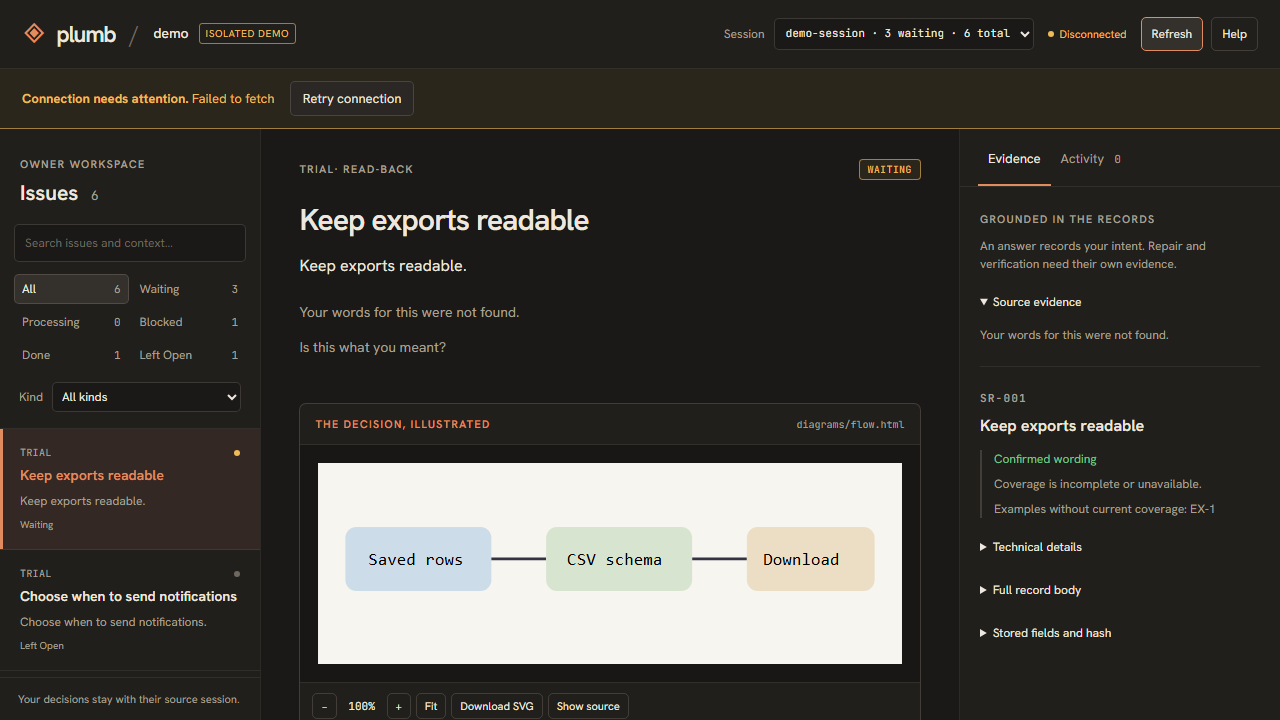 plumb / demo ISOLATED DEMO
Session demo-session · 3 waiting · 6 total Disconnected Refresh Help
Connection needs attention. Failed to fetch Retry connection
OWNER WORKSPACE
Issues 6
Search issues and context...
All 6 Waiting 3
Processing 0 Blocked 1
Done 1 Left Open 1
Kind All kinds
TRIAL
Keep exports readable
Keep exports readable.
Waiting
TRIAL
Choose when to send notifications
Choose when to send notifications.
Left Open
Your decisions stay with their source session.
TRIAL· READ-BACK WAITING
Keep exports readable
Keep exports readable.
Your words for this were not found.
Is this what you meant?
THE DECISION, ILLUSTRATED diagrams/flow.html
Saved rows CSV schema Download
- 100% + Fit Download SVG Show source
Evidence Activity 0
GROUNDED IN THE RECORDS
An answer records your intent. Repair and
verification need their own evidence.
Source evidence
Your words for this were not found.
SR-001
Keep exports readable
Confirmed wording
Coverage is incomplete or unavailable.
Examples without current coverage: EX-1
Technical details
Full record body
Stored fields and hash